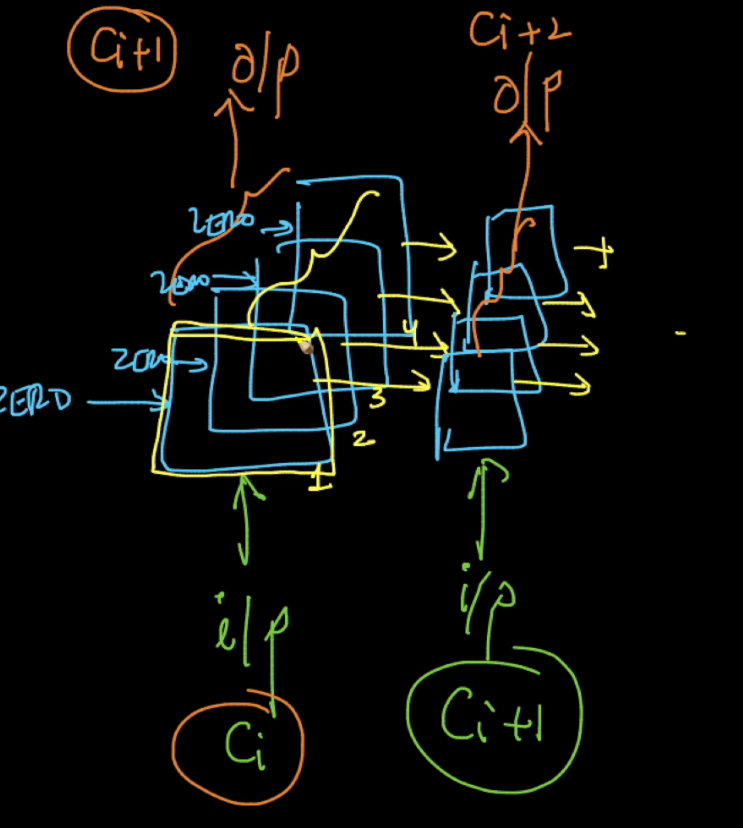 Ci+1
o/p
Ci+2
o/p
ZERO
ZERO
ZERO
ZERO
4
3
2
1
i/p
i/p
Ci
Ci+1